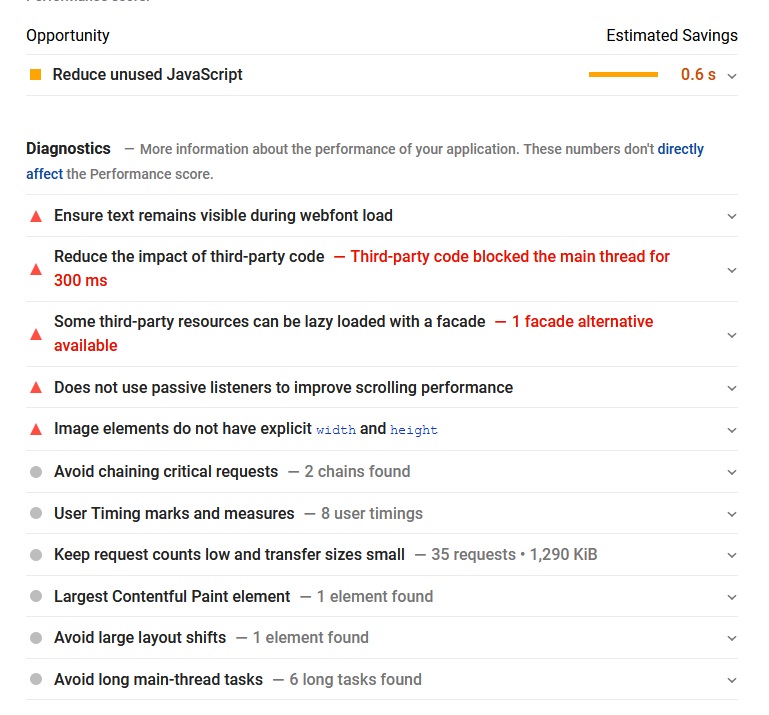 Opportunity Estimated Savings
Reduce unused JavaScript 0.6 s
Diagnostics — More information about the performance of your application. These numbers don't directly
affect the Performance score.
Ensure text remains visible during webfont load
Reduce the impact of third-party code — Third-party code blocked the main thread for
300 ms
Some third-party resources can be lazy loaded with a facade — 1 facade alternative
available
Does not use passive listeners to improve scrolling performance
Image elements do not have explicit width and height
Avoid chaining critical requests — 2 chains found
User Timing marks and measures — 8 user timings
Keep request counts low and transfer sizes small — 35 requests • 1,290 KiB
Largest Contentful Paint element — 1 element found
Avoid large layout shifts — 1 element found
Avoid long main-thread tasks — 6 long tasks found